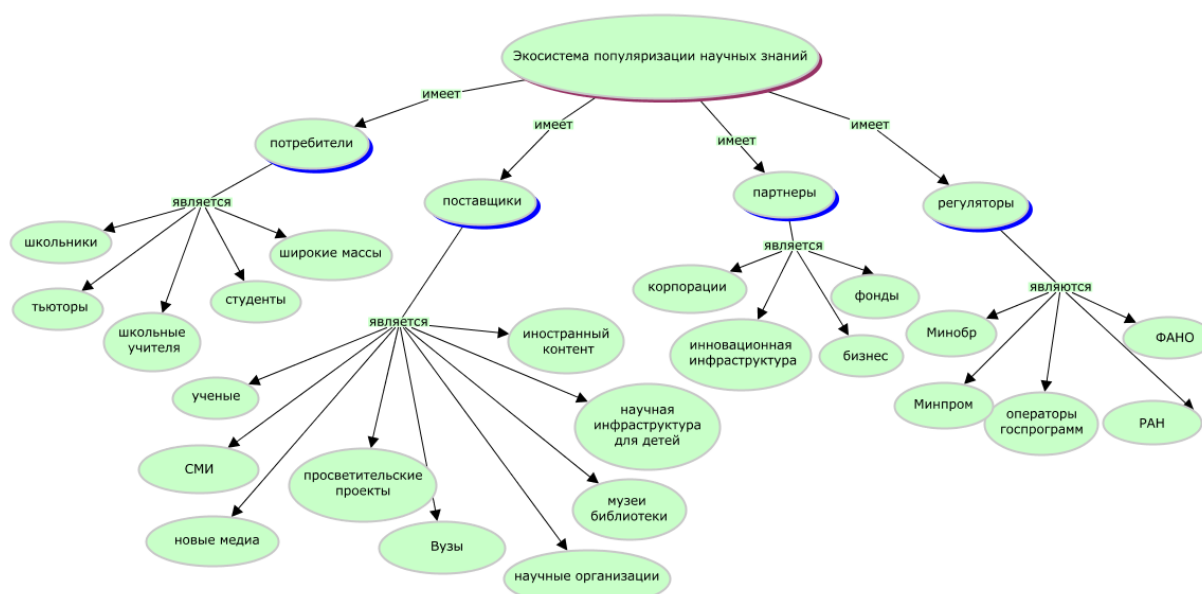 Экосистема популяризации научных знаний
имеет
имеет
имеет
имеет
потребители
поставщики
партнеры
регуляторы
является
школьники
широкие массы
тьюторы
студенты
школьные
учителя
является
иностранный
контент
ученые
научная
инфраструктура
для детей
СМИ
просветительские
проекты
музеи
библиотеки
новые медиа
Вузы
научные организации
является
корпорации
фонды
инновационная
инфраструктура
бизнес
являются
Минобр
ФАНО
Минпром
операторы
госпрограмм
РАН